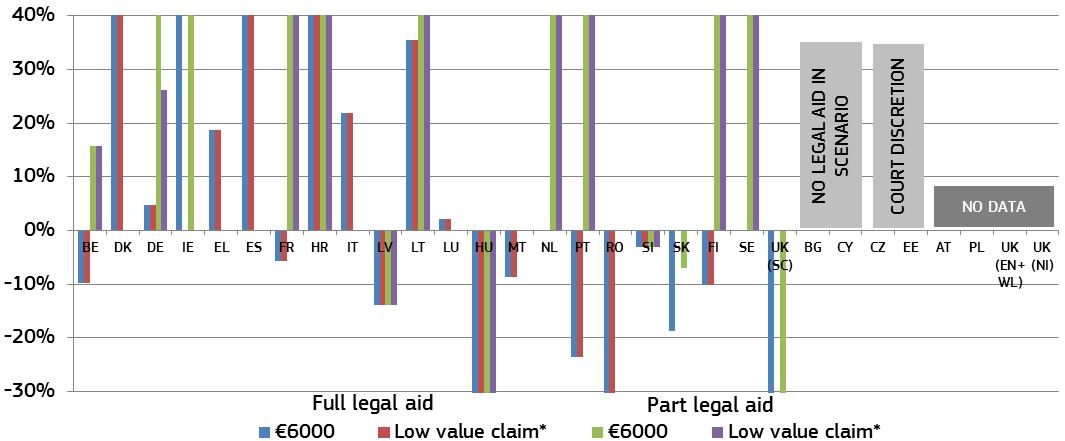 40%
30%
20%
10%
0%
-10%
-20%
-30%
BE DK DE IE EL ES FR HR IT LV LT LU HU MT NL PT RO SI SK FI SE UK (SC) BG CY CZ EE AT PL UK (EN+ WL) UK (NI)
NO LEGAL AID IN
SCENARIO
COURT DISCRETION
NO DATA
Full legal aid Part legal aid
€6000 Low value claim* €6000 Low value claim*